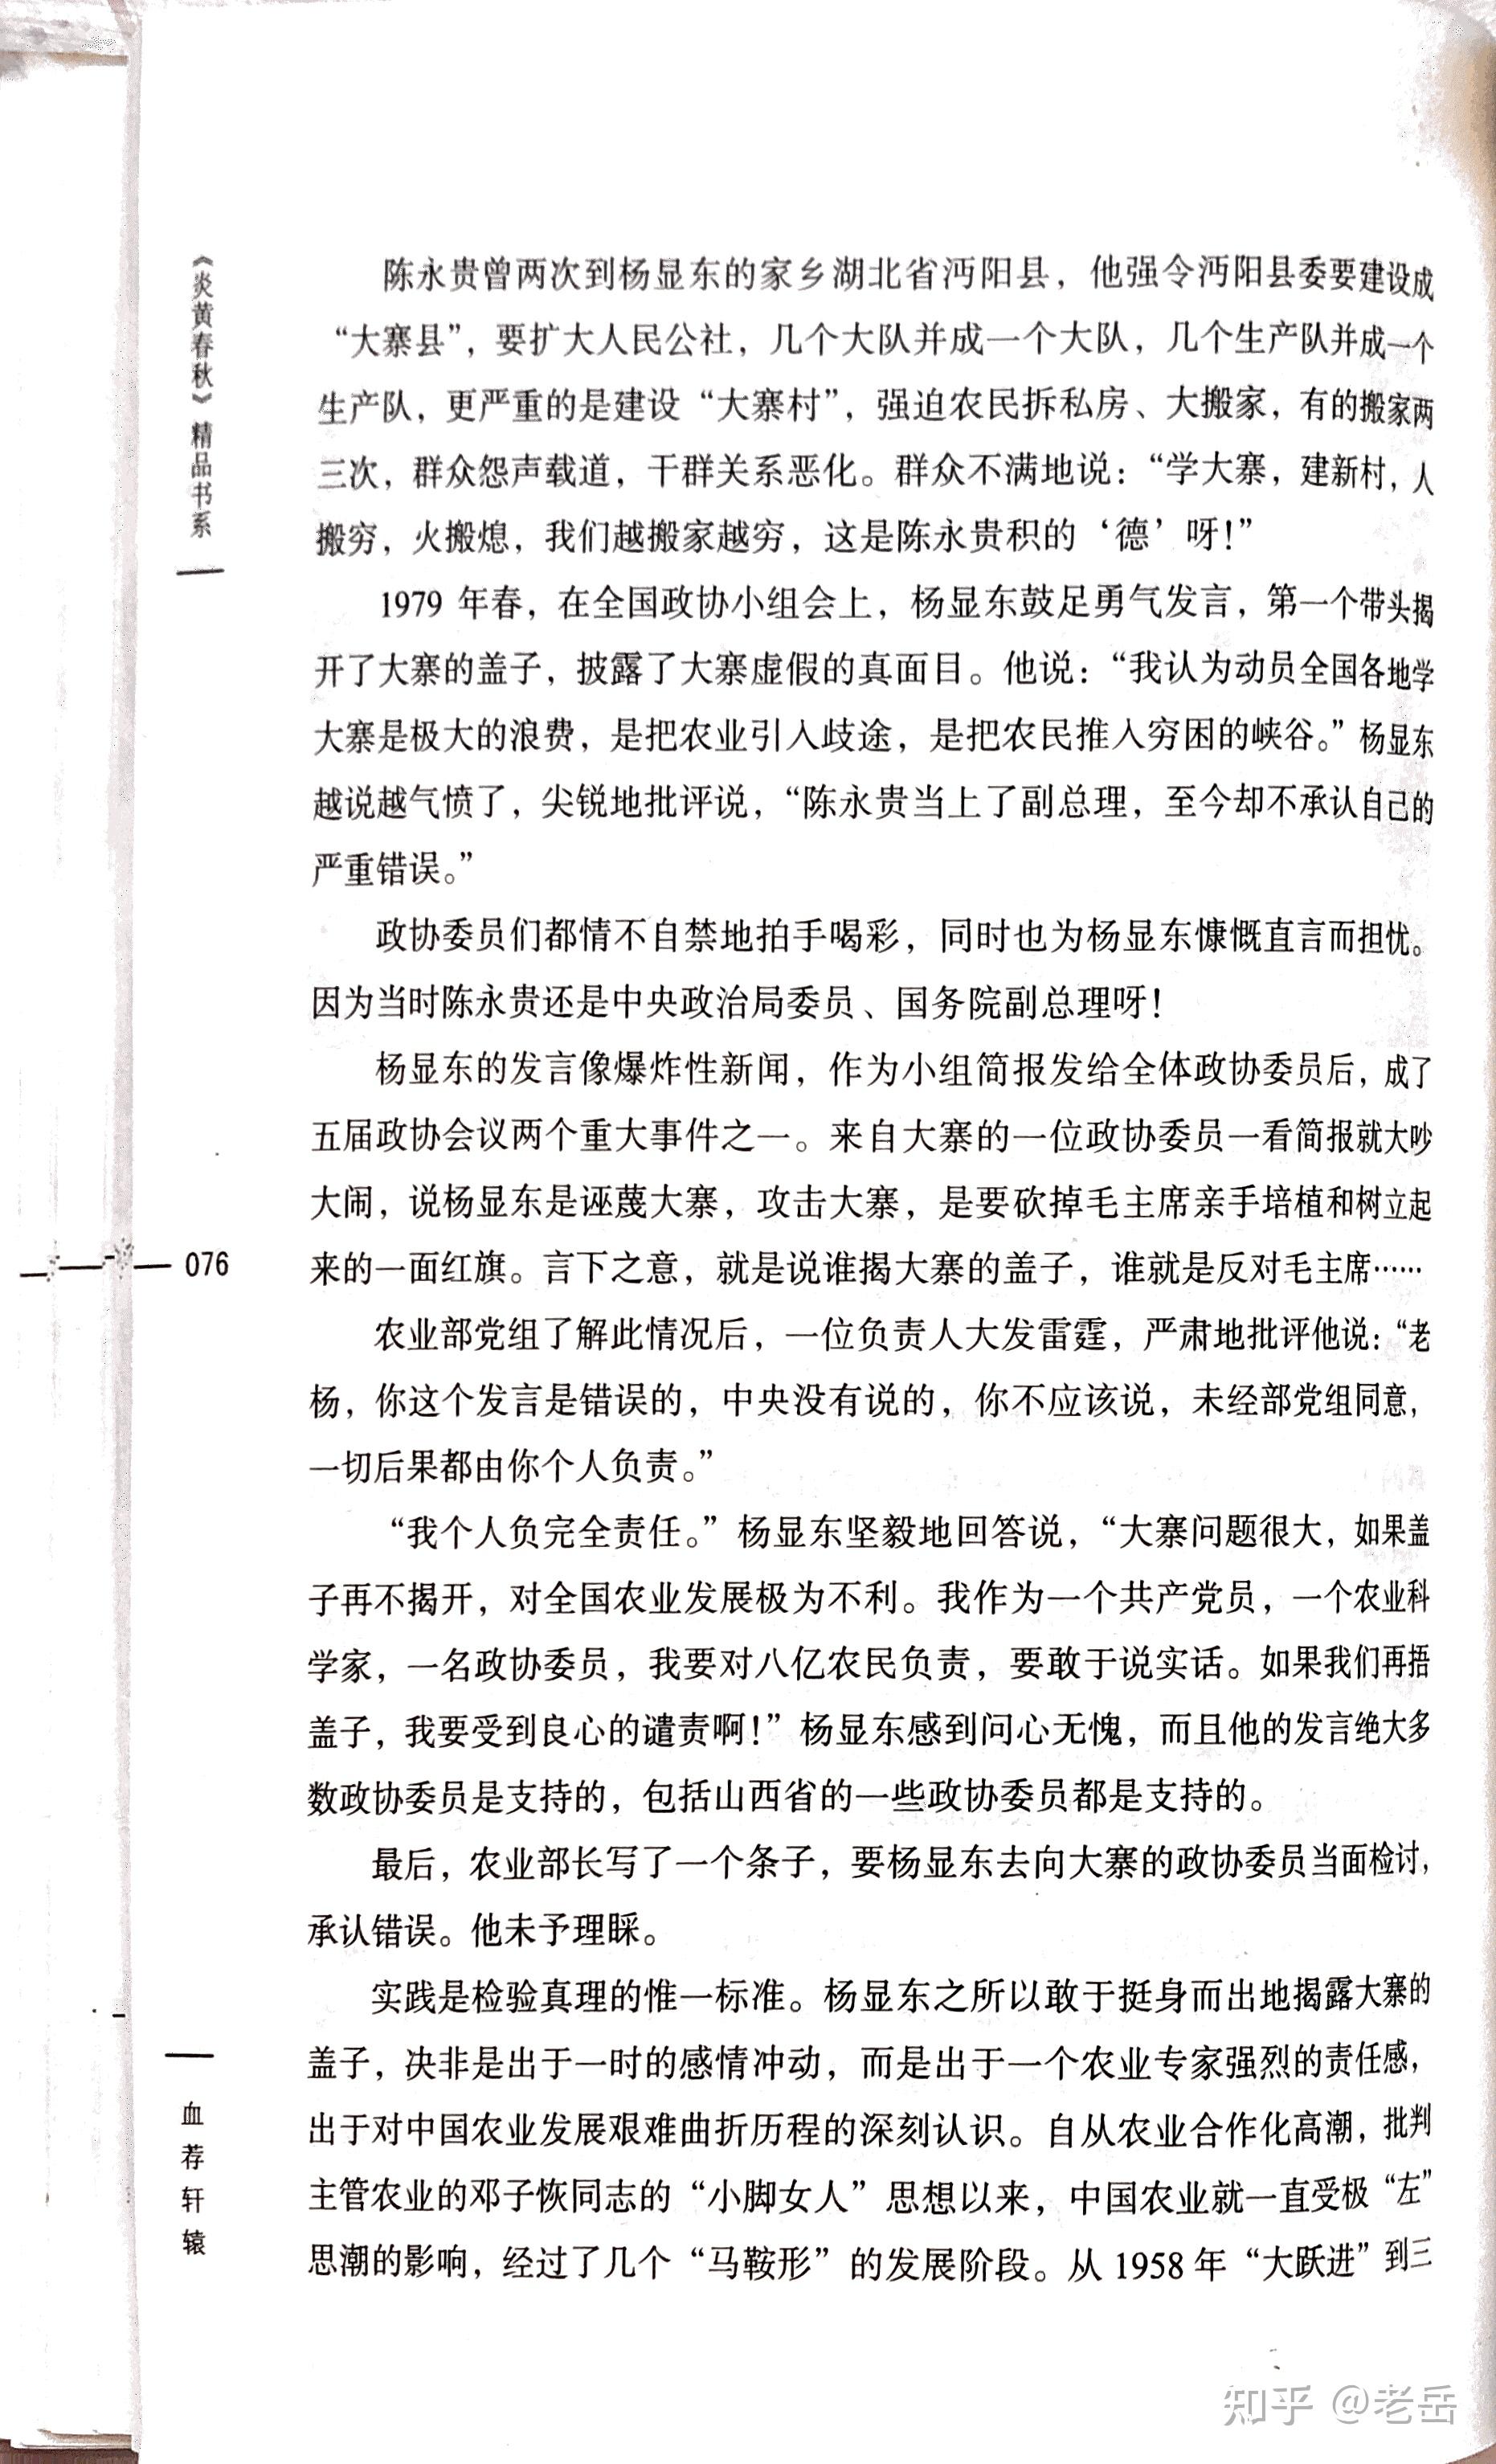 《炎黄春秋》精品书系
陈永贵曾两次到杨显东的家乡湖北省沔阳县，他强令沔阳县委要建设成
“大寨县”，要扩大人民公社，几个大队并成一个大队，几个生产队并成一个
生产队，更严重的是建设“大寨村”，强迫农民拆私房、大搬家，有的搬家两
三次，群众怨声载道，干群关系恶化。群众不满地说：“学大寨，建新村，人
搬穷，火搬熄，我们越搬家越穷，这是陈永贵积的‘德’呀！”
1979 年春，在全国政协小组会上，杨显东鼓足勇气发言，第一个带头揭
开了大寨的盖子，披露了大寨虚假的真面目。他说：“我认为动员全国各地学
大寨是极大的浪费，是把农业引入歧途，是把农民推入穷困的峡谷。”杨显东
越说越气愤了，尖锐地批评说，“陈永贵当上了副总理，至今却不承认自己的
严重错误。”
政协委员们都情不自禁地拍手喝彩，同时也为杨显东慷慨直言而担忧。
因为当时陈永贵还是中央政治局委员、国务院副总理呀！
杨显东的发言像爆炸性新闻，作为小组简报发给全体政协委员后，成了
五届政协会议两个重大事件之一。来自大寨的一位政协委员一看简报就大吵
大闹，说杨显东是诬蔑大寨，攻击大寨，是要砍掉毛主席亲手培植和树立起
来的一面红旗。言下之意，就是说谁揭大寨的盖子，谁就是反对毛主席……
076
农业部党组了解此情况后，一位负责人大发雷霆，严肃地批评他说：“老
杨，你这个发言是错误的，中央没有说的，你不应该说，未经部党组同意，
一切后果都由你个人负责。”
“我个人负完全责任。”杨显东坚毅地回答说，“大寨问题很大，如果盖
子再不揭开，对全国农业发展极为不利。我作为一个共产党员，一个农业科
学家，一名政协委员，我要对八亿农民负责，要敢于说实话。如果我们再捂
盖子，我要受到良心的谴责啊！”杨显东感到问心无愧，而且他的发言绝大多
数政协委员是支持的，包括山西省的一些政协委员都是支持的。
最后，农业部长写了一个条子，要杨显东去向大寨的政协委员当面检讨，
承认错误。他未予理睬。
实践是检验真理的惟一标准。杨显东之所以敢于挺身而出地揭露大寨的
盖子，决非是出于一时的感情冲动，而是出于一个农业专家强烈的责任感，
出于对中国农业发展艰难曲折历程的深刻认识。自从农业合作化高潮，批判
主管农业的邓子恢同志的“小脚女人”思想以来，中国农业就一直受极“左”
思潮的影响，经过了几个“马鞍形”的发展阶段。从 1958 年“大跃进”到三
血荐轩辕
知乎 @老岳